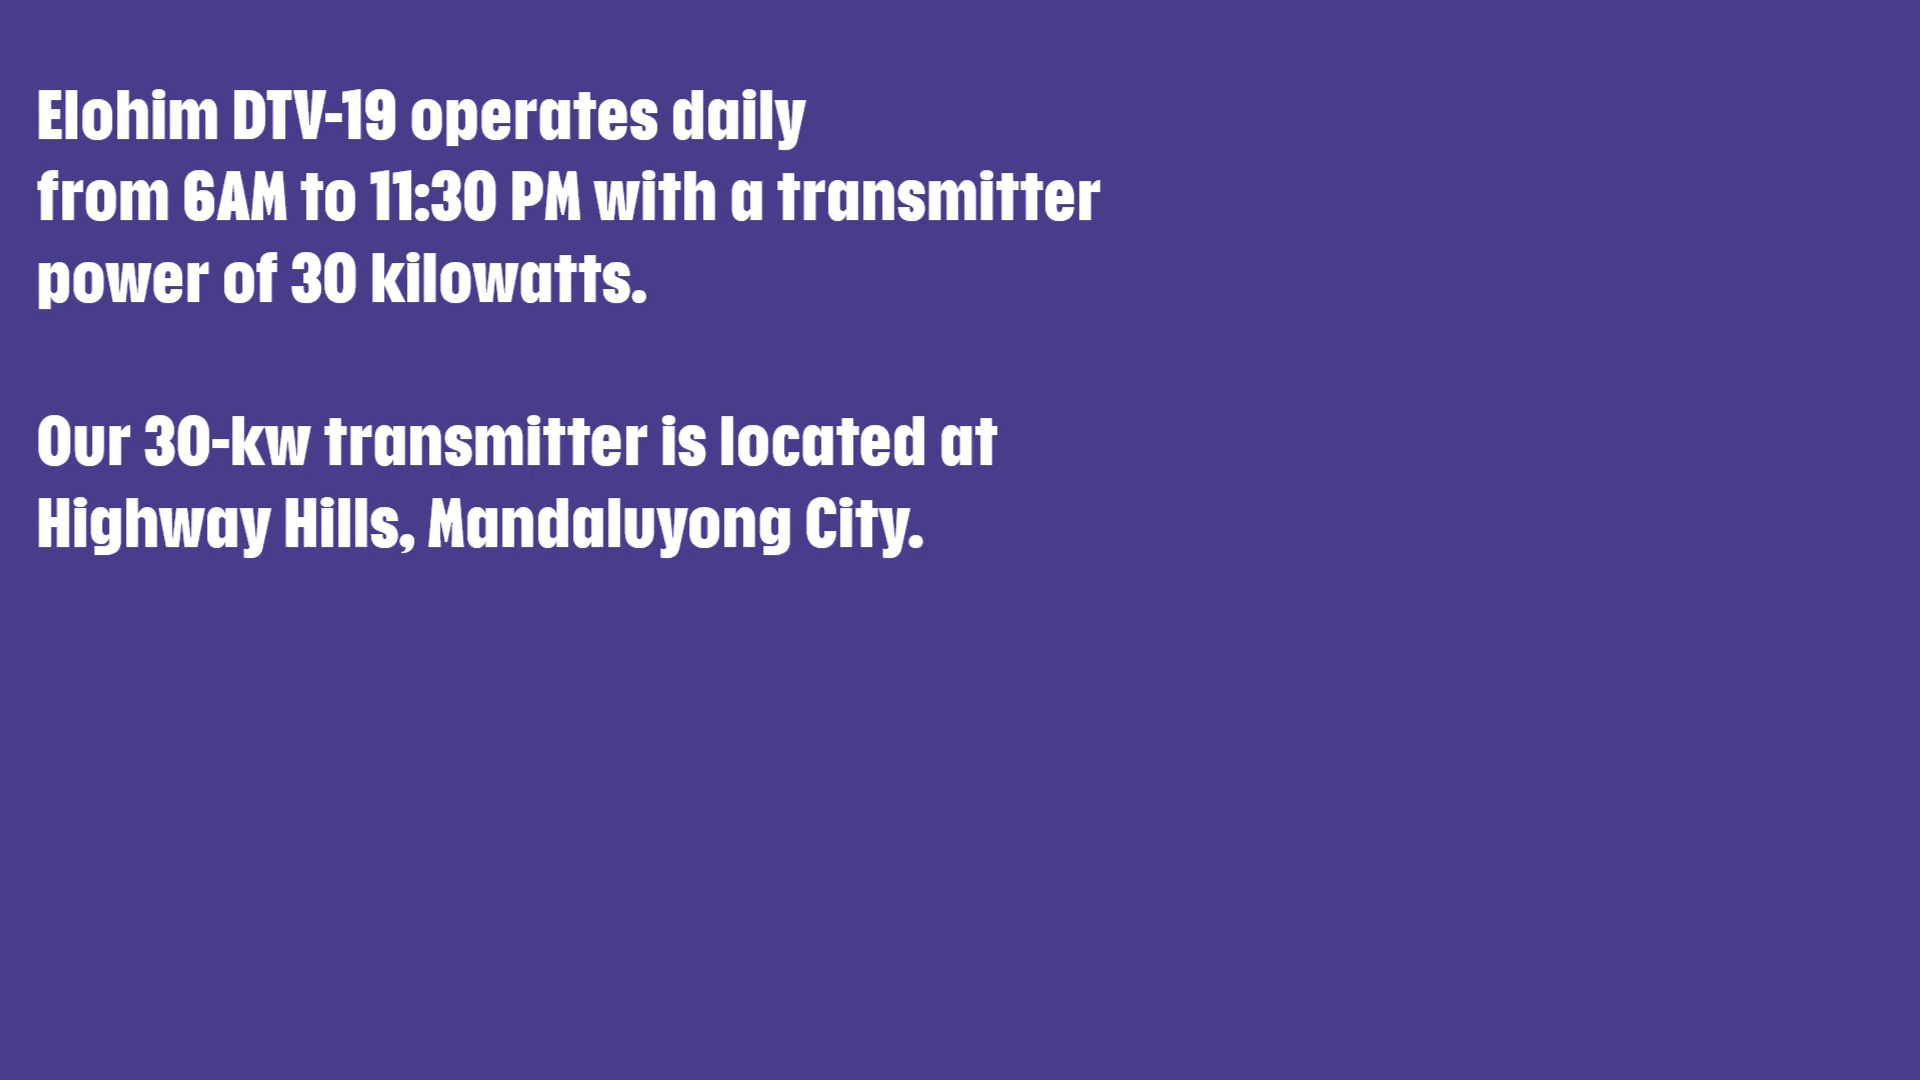 Elohim DTV-19 operates daily
from 6AM to 11:30 PM with a transmitter
power of 30 kilowatts.
Our 30-kw transmitter is located at
Highway Hills, Mandaluyong City.